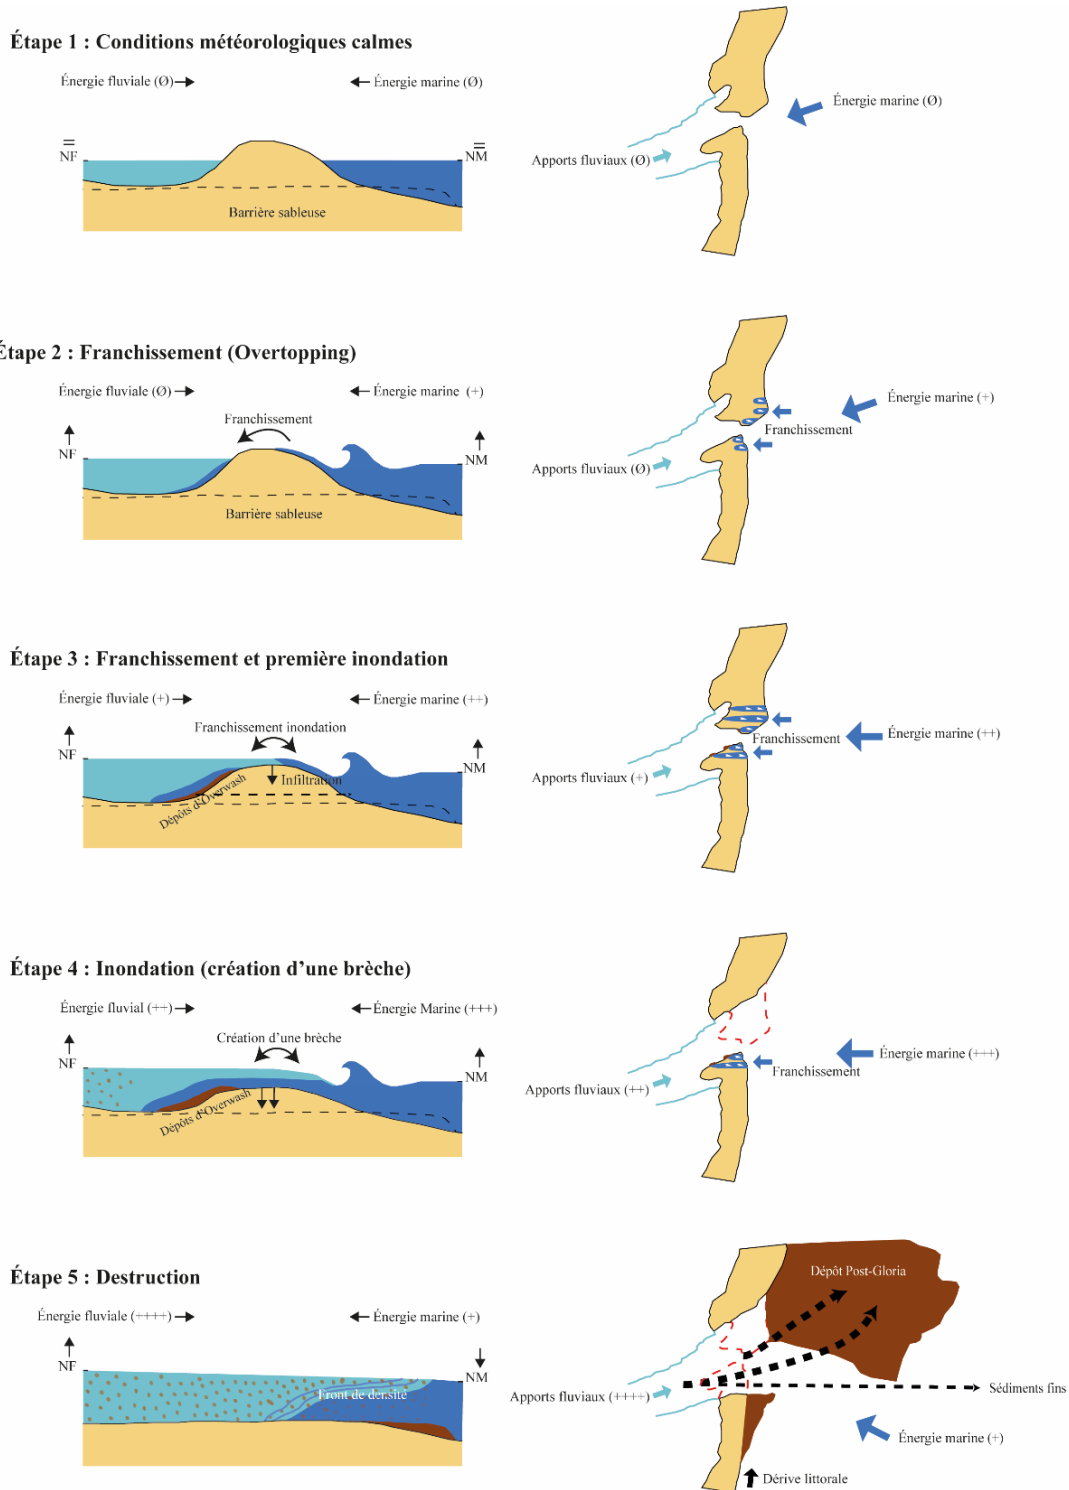 Étape 1 : Conditions météorologiques calmes
Énergie fluviale (Ø)
Énergie marine (Ø)
Énergie marine (Ø)
=
NF
=
NM
Apports fluviaux (Ø)
Barrière sableuse
Étape 2 : Franchissement (Overtopping)
Énergie fluviale (Ø)
Énergie marine (+)
Énergie marine (+)
Franchissement
Franchissement
NF
NM
Apports fluviaux (Ø)
Barrière sableuse
Étape 3 : Franchissement et première inondation
Énergie fluviale (+)
Énergie marine (++)
Franchissement inondation
Franchissement
Énergie marine (++)
NF
NM
Infiltration
Apports fluviaux (+)
Dépôts d'Overwash
Étape 4 : Inondation (création d'une brèche)
Énergie fluvial (++)
Énergie Marine (+++)
Création d'une brèche
Énergie marine (+++)
NF
NM
Franchissement
Apports fluviaux (++)
Dépôts d'Overwash
Étape 5 : Destruction
Dépôt Post-Gloria
Énergie fluviale (++++)
Énergie marine (+)
NF
NM
Front de densité
Apports fluviaux (++++)
Sédiments fins
Énergie marine (+)
Dérive littorale